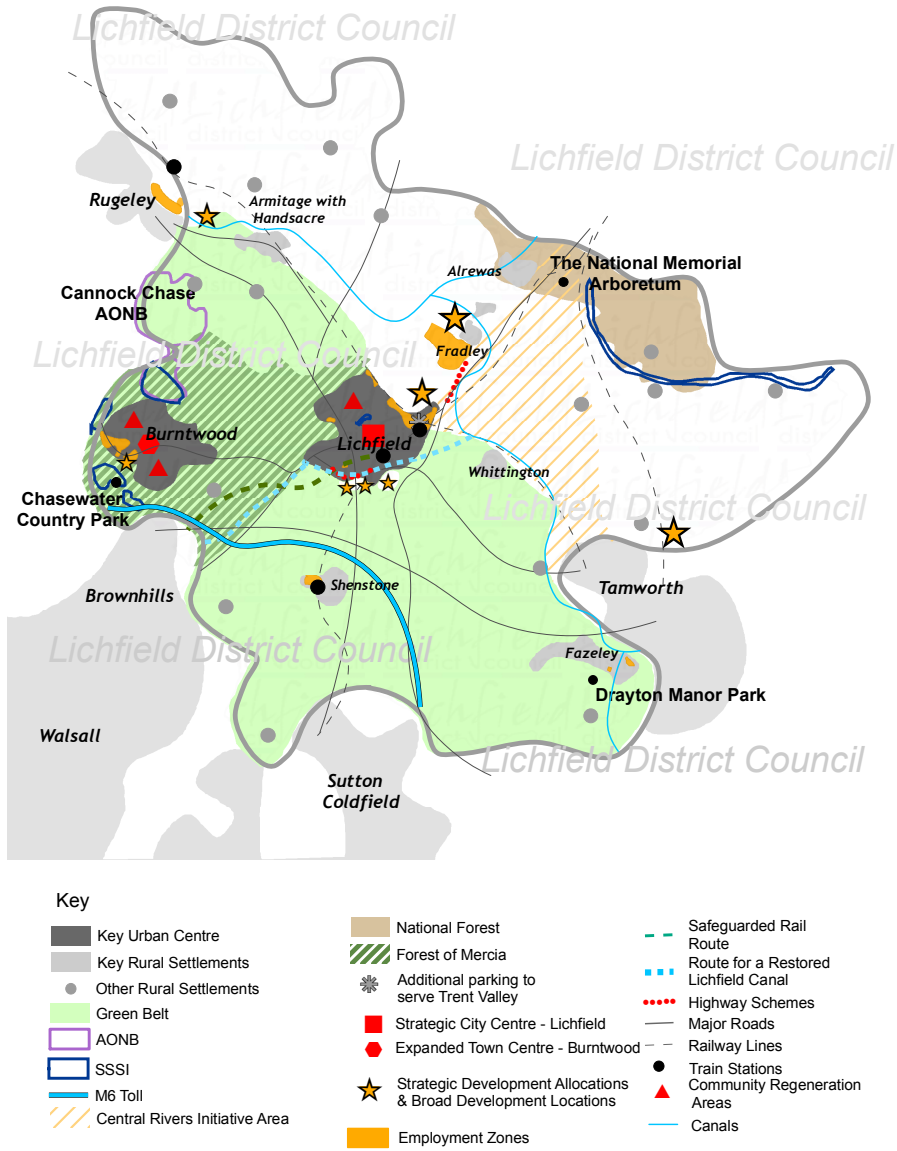 Lichfield District Council
Lichfield District Council
Rugeley
Armitage with
Handsacre
Alrewas
The National Memorial
Arboretum
Cannock Chase
AONB
Lichfield District Council
Fradley
Burntwood
Lichfield
Whittington
Chasewater
Country Park
Lichfield District Council
Shenstone
Tamworth
Brownhills
Lichfield District Council
Fazeley
Drayton Manor Park
Walsall
Lichfield District Council
Sutton
Coldfield
Key
Key Urban Centre
Key Rural Settlements
Other Rural Settlements
Green Belt
AONB
SSSI
M6 Toll
Central Rivers Initiative Area
National Forest
Forest of Mercia
Additional parking to
serve Trent Valley
Strategic City Centre - Lichfield
Expanded Town Centre - Burntwood
Strategic Development Allocations
& Broad Development Locations
Employment Zones
Safeguarded Rail
Route
Route for a Restored
Lichfield Canal
Highway Schemes
Major Roads
Railway Lines
Train Stations
Community Regeneration
Areas
Canals